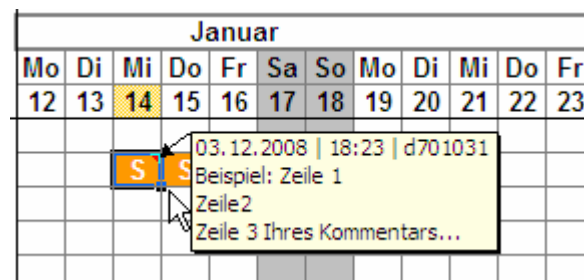 Januar
Mo Di Mi Do Fr Sa So Mo Di Mi Do Fr
12 13 14 15 16 17 18 19 20 21 22 23
S S
03.12.2008 | 18:23 | d701031
Beispiel: Zeile 1
Zeile2
Zeile 3 Ihres Kommentars...